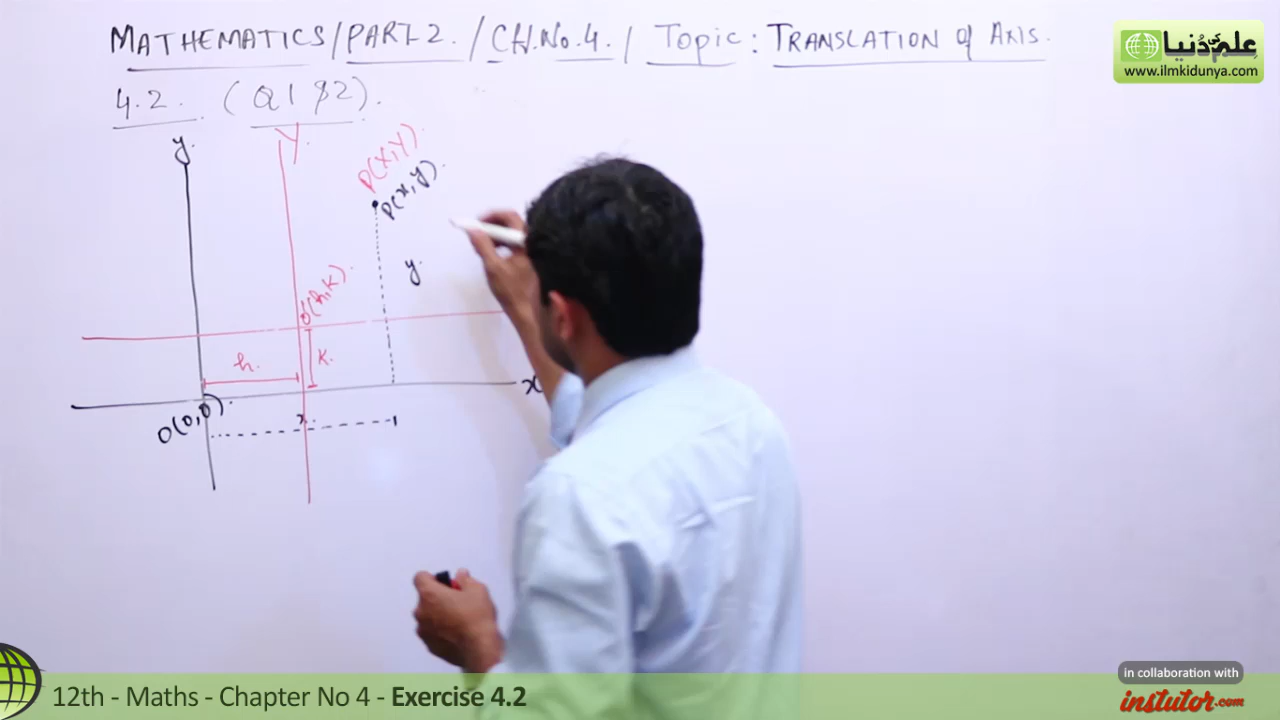 MATHEMATICS/PART-2. / CH.No.4. / Topic: TRANSLATION of AXIS.
علم کی دُنیا
www.ilmkidunya.com
4.2. (Q1 & 2).
y
Y.
P(X,Y).
P(x,y).
y.
O'(h,k).
h.
k.
x
O(0,0).
x.
in collaboration with
instutor.com
12th - Maths - Chapter No 4 - Exercise 4.2